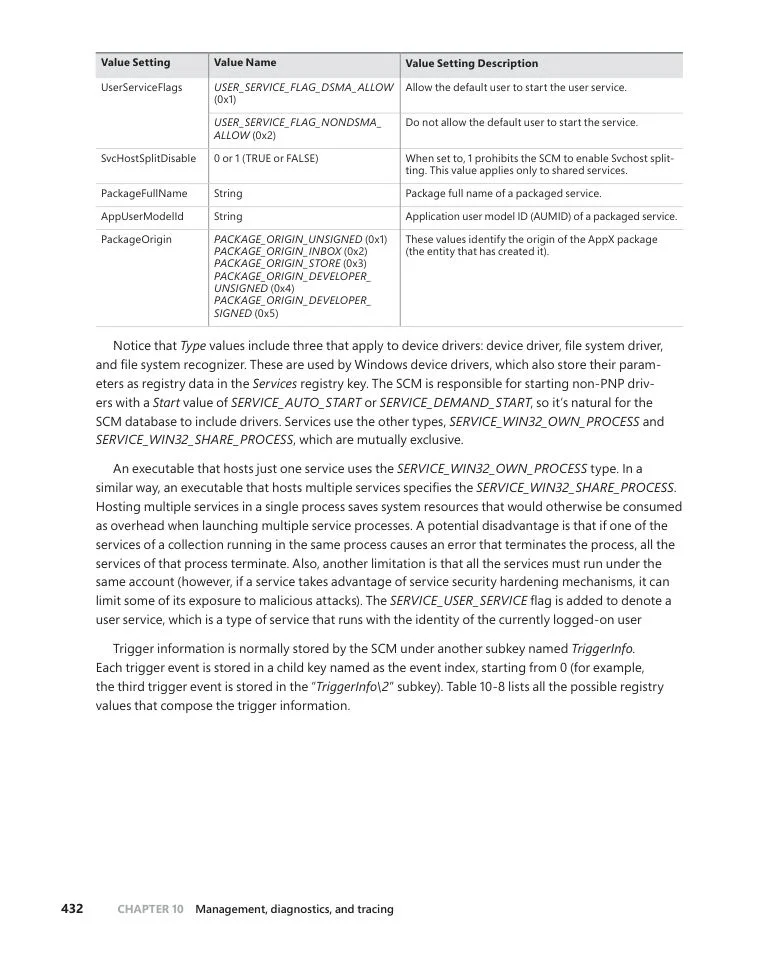 Value Setting Value Name Value Setting Description
UserServiceFlags USER_SERVICE_FLAG_DSMA_ALLOW Allow the default user to start the user service.
(0x1)
USER_SERVICE_FLAG_NONDSMA_ Do not allow the default user to start the service.
ALLOW (0x2)
SvcHostSplitDisable 0 or 1 (TRUE or FALSE) When set to, 1 prohibits the SCM to enable Svchost split-
ting. This value applies only to shared services.
PackageFullName String Package full name of a packaged service.
AppUserModelId String Application user model ID (AUMID) of a packaged service.
PackageOrigin PACKAGE_ORIGIN_UNSIGNED (0x1) These values identify the origin of the AppX package
PACKAGE_ORIGIN_INBOX (0x2) (the entity that has created it).
PACKAGE_ORIGIN_STORE (0x3)
PACKAGE_ORIGIN_DEVELOPER_
UNSIGNED (0x4)
PACKAGE_ORIGIN_DEVELOPER_
SIGNED (0x5)
Notice that Type values include three that apply to device drivers: device driver, file system driver,
and file system recognizer. These are used by Windows device drivers, which also store their param-
eters as registry data in the Services registry key. The SCM is responsible for starting non-PNP driv-
ers with a Start value of SERVICE_AUTO_START or SERVICE_DEMAND_START, so it's natural for the
SCM database to include drivers. Services use the other types, SERVICE_WIN32_OWN_PROCESS and
SERVICE_WIN32_SHARE_PROCESS, which are mutually exclusive.
An executable that hosts just one service uses the SERVICE_WIN32_OWN_PROCESS type. In a
similar way, an executable that hosts multiple services specifies the SERVICE_WIN32_SHARE_PROCESS.
Hosting multiple services in a single process saves system resources that would otherwise be consumed
as overhead when launching multiple service processes. A potential disadvantage is that if one of the
services of a collection running in the same process causes an error that terminates the process, all the
services of that process terminate. Also, another limitation is that all the services must run under the
same account (however, if a service takes advantage of service security hardening mechanisms, it can
limit some of its exposure to malicious attacks). The SERVICE_USER_SERVICE flag is added to denote a
user service, which is a type of service that runs with the identity of the currently logged-on user
Trigger information is normally stored by the SCM under another subkey named TriggerInfo.
Each trigger event is stored in a child key named as the event index, starting from 0 (for example,
the third trigger event is stored in the "TriggerInfo\2" subkey). Table 10-8 lists all the possible registry
values that compose the trigger information.
432 CHAPTER 10 Management, diagnostics, and tracing